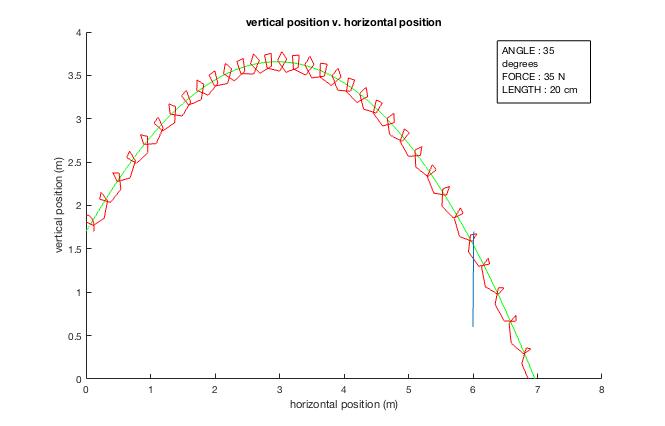 vertical position v. horizontal position
ANGLE : 35
degrees
FORCE : 35 N
LENGTH : 20 cm
vertical position (m)
4
3.5
3
2.5
2
1.5
1
0.5
0
0 1 2 3 4 5 6 7 8
horizontal position (m)